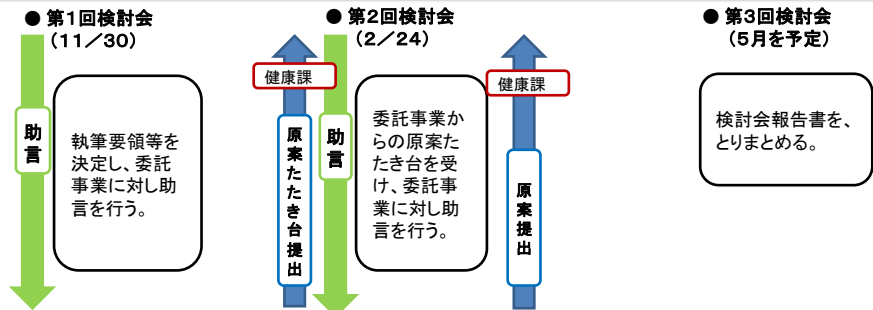 ● 第1回検討会
（11／30）
助言
執筆要領等を
決定し、委託
事業に対し助
言を行う。
健康課
原案たたき台提出
● 第2回検討会
（2／24）
助言
委託事業か
らの原案た
たき台を受
け、委託事
業に対し助
言を行う。
健康課
原案提出
● 第3回検討会
（5月を予定）
検討会報告書を、
とりまとめる。